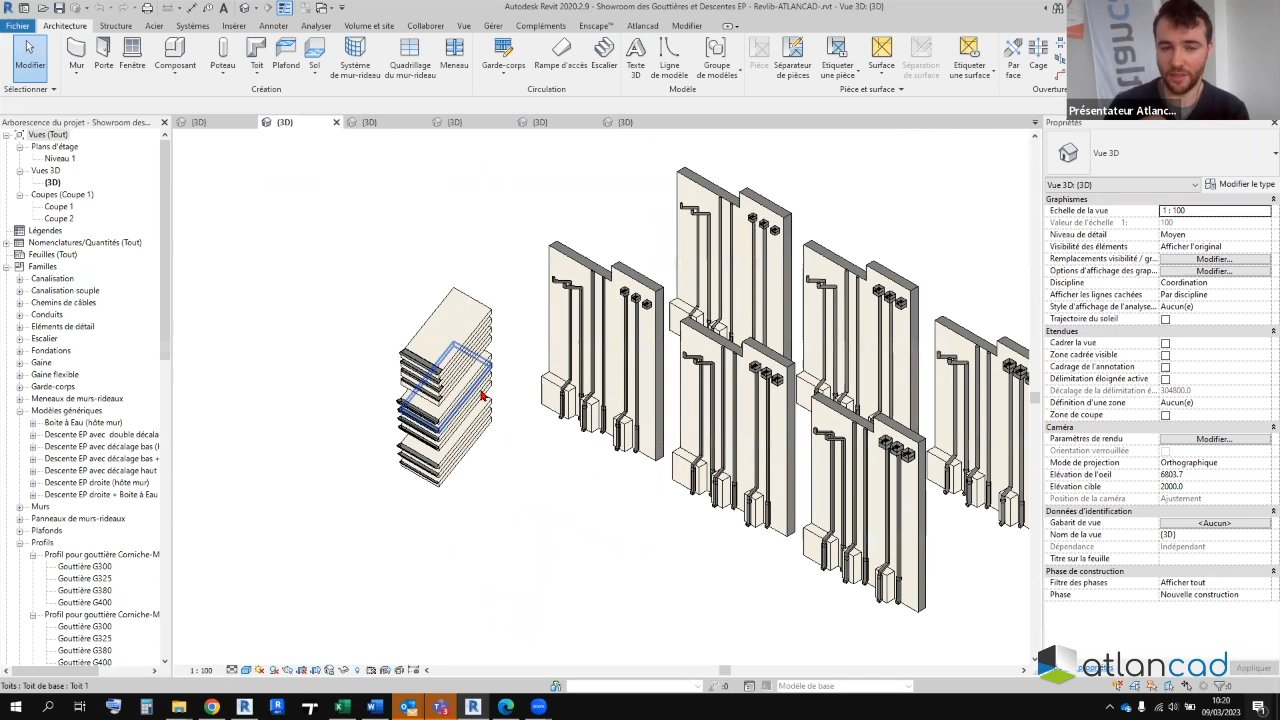 Autodesk Revit 2020.2.9 - Showroom des Gouttières et Descentes EP - Revlib-ATLANCAD-.rvt - Vue 3D: {3D}
Fichier Architecture Structure Acier Systèmes Insérer Annoter Analyser Volume et site Collaborer Vue Gérer Compléments Enscape™ Atlancad Modifier
Modifier Mur Porte Fenêtre Composant Poteau Toit Plafond Sol Système de mur-rideau Quadrillage de mur-rideau Meneau Garde-corps Rampe d'accès Escalier Texte 3D Ligne de modèle Groupe de modèles Pièce Séparateur de pièces Etiqueter une pièce Surface Séparation de surface Etiqueter une surface Par face Cage
Sélectionner Création Circulation Modèle Pièce et surface Ouverture
Présentateur Atlanc...
Arborescence du projet - Showroom des...
{3D} {3D} {3D} {3D} {3D} {3D}
Vues (Tout)
Plans d'étage
Niveau 1
Vues 3D
{3D}
Coupes (Coupe 1)
Coupe 1
Coupe 2
Légendes
Nomenclatures/Quantités (Tout)
Feuilles (Tout)
Familles
Canalisation
Canalisation souple
Chemins de câbles
Conduits
Eléments de détail
Escalier
Fondations
Gaine
Gaine flexible
Garde-corps
Meneaux de murs-rideaux
Modèles génériques
Boite à Eau (hôte mur)
Descente EP avec double décala
Descente EP avec décalage bas (l
Descente EP avec décalage bas +
Descente EP avec décalage haut
Descente EP droite (hôte mur)
Descente EP droite + Boite à Eau
Murs
Panneaux de murs-rideaux
Plafonds
Profils
Profil pour gouttière Corniche-M
Gouttière G300
Gouttière G325
Gouttière G380
Gouttière G400
Profil pour gouttière Corniche-M
Gouttière G300
Gouttière G325
Gouttière G380
Gouttière G400
Propriétés
Vue 3D
Vue 3D: {3D} Modifier le type
Graphismes
Echelle de la vue 1 : 100
Valeur de l'échelle 1: 100
Niveau de détail Moyen
Visibilité des éléments Afficher l'original
Remplacements visibilité / gr... Modifier...
Options d'affichage des grap... Modifier...
Discipline Coordination
Afficher les lignes cachées Par discipline
Style d'affichage de l'analyse... Aucun(e)
Trajectoire du soleil
Etendues
Cadrer la vue
Zone cadrée visible
Cadrage de l'annotation
Délimitation éloignée active
Décalage de la délimitation é... 304800.0
Définition d'une zone Aucun(e)
Zone de coupe
Caméra
Paramètres de rendu Modifier...
Orientation verrouillée
Mode de projection Orthographique
Elévation de l'oeil 6803.7
Elévation cible 2000.0
Position de la caméra Ajustement
Données d'identification
Gabarit de vue <Aucun>
Nom de la vue {3D}
Dépendance Indépendant
Titre sur la feuille
Phase de construction
Filtre des phases Afficher tout
Phase Nouvelle construction
atlancad
Appliquer
1 : 100
Toits : Toit de base : Toit 1
:0 Modèle de base :0
10:20
09/03/2023